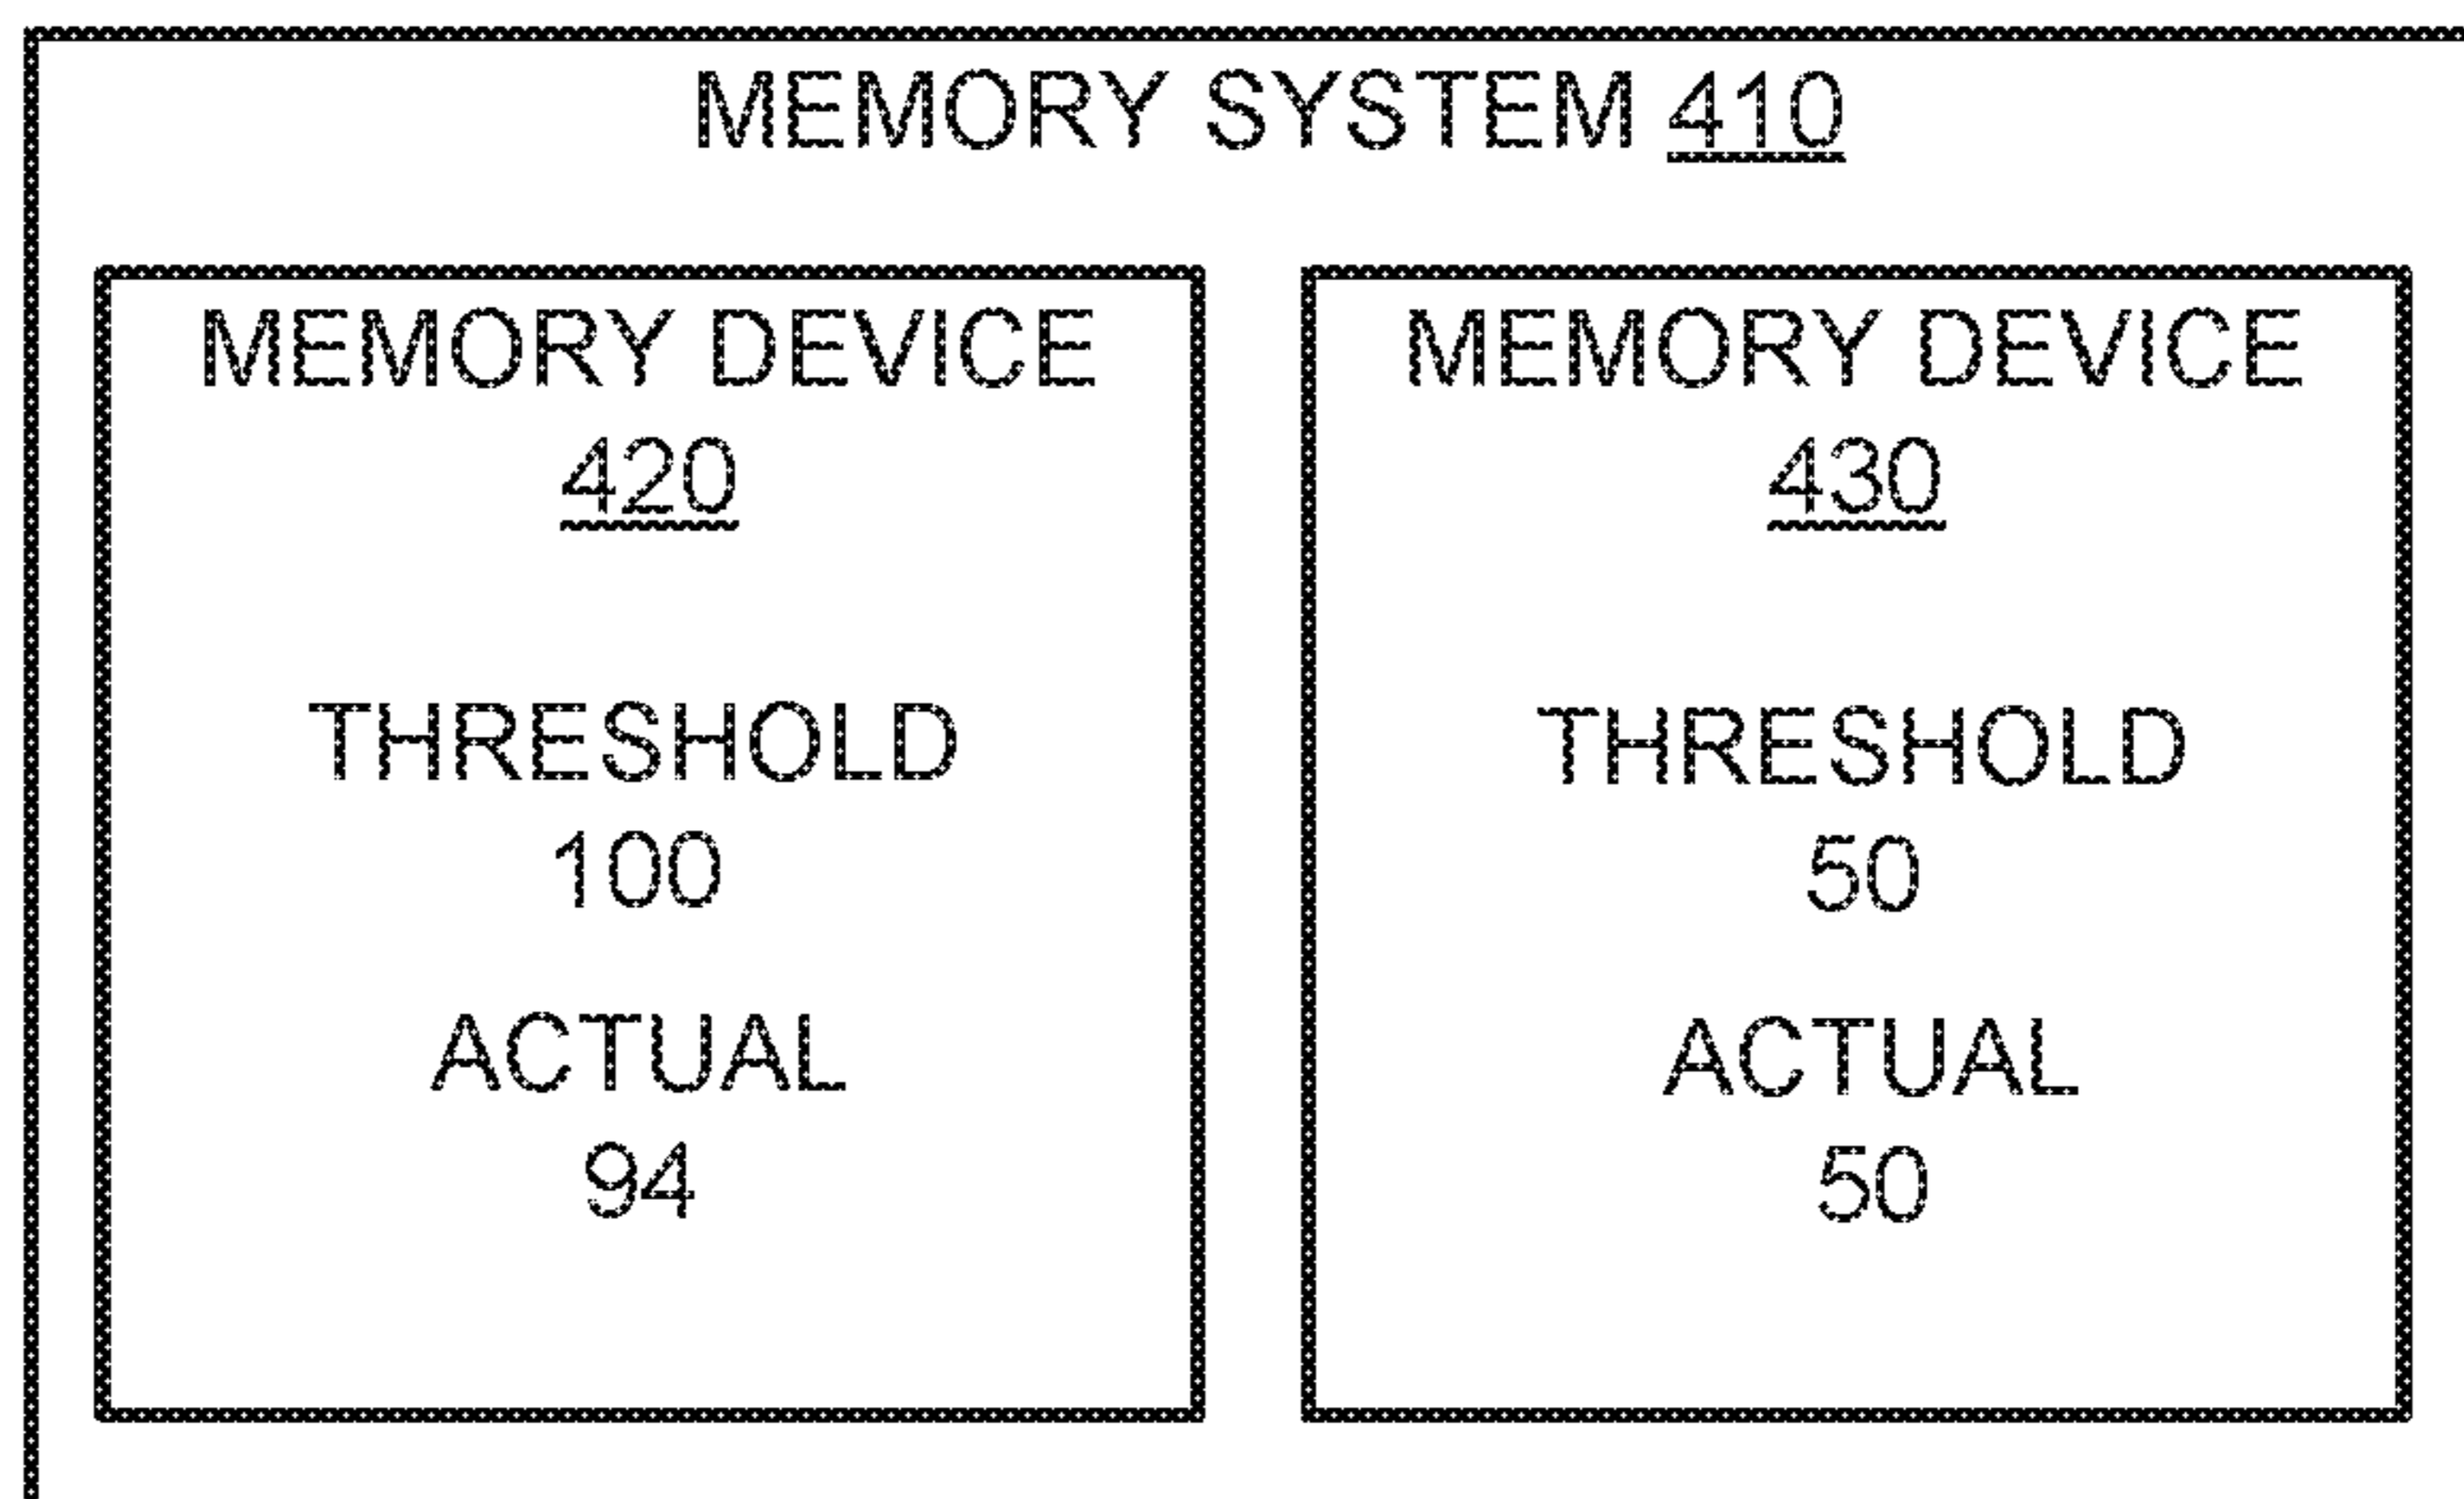 MEMORY SYSTEM 410
MEMORY DEVICE
420
THRESHOLD
100
ACTUAL
94
MEMORY DEVICE
430
THRESHOLD
50
ACTUAL
50